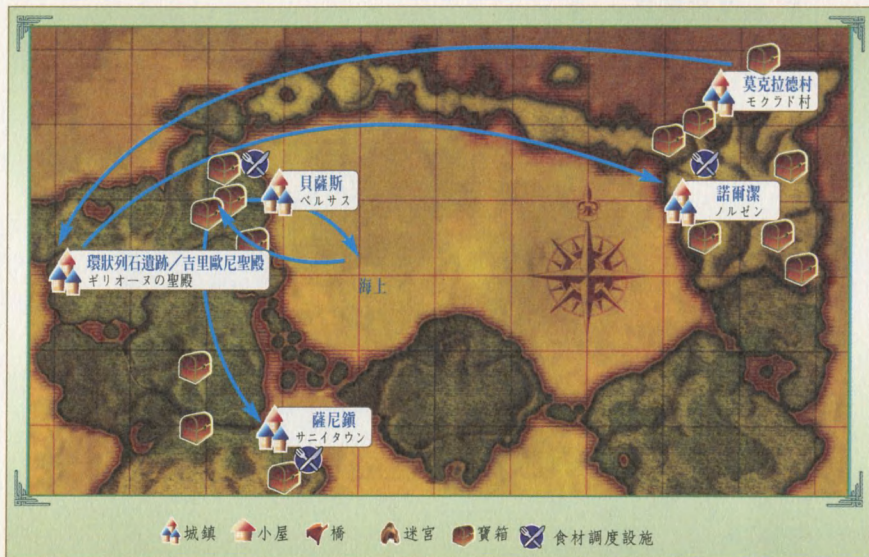 莫克拉德村
モクラド村
貝薩斯
ペルサス
諾爾潔
ノルゼン
環狀列石遺跡／吉里歐尼聖殿
ギリオーヌの聖殿
海上
薩尼鎮
サニイタウン
城鎮 小屋 橋 迷宮 寶箱 食材調度設施